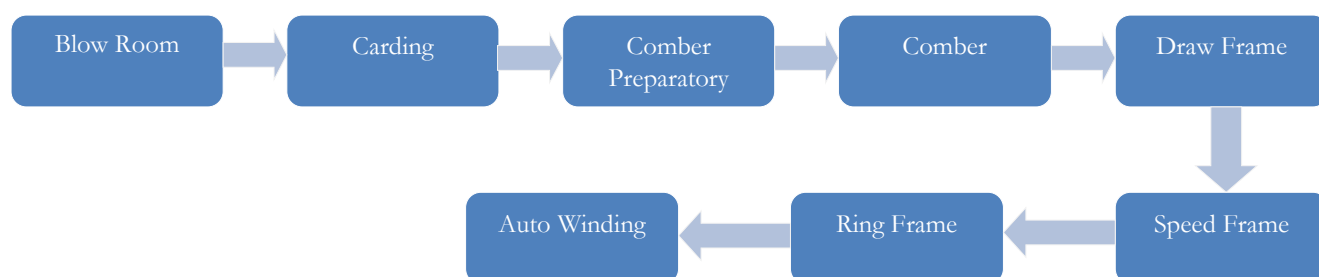 Blow Room
Carding
Comber
Preparatory
Comber
Draw Frame
Speed Frame
Ring Frame
Auto Winding